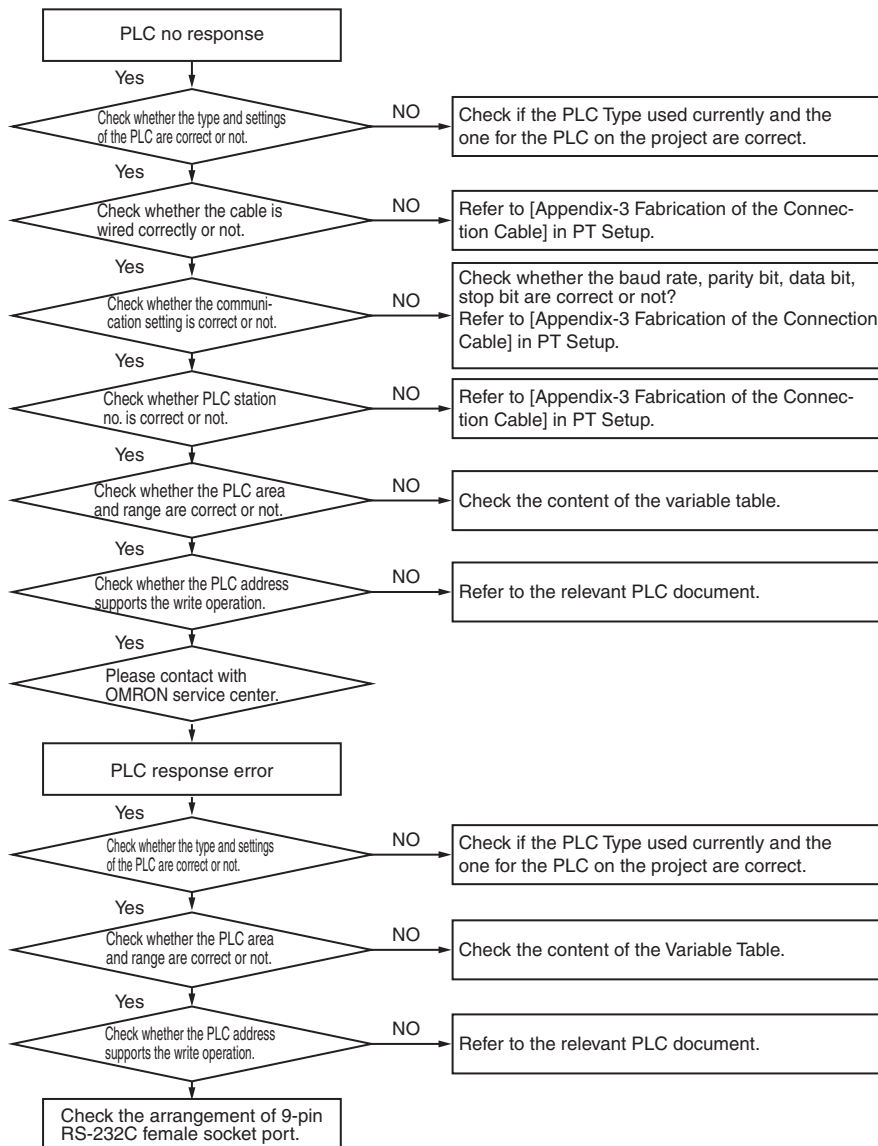 PLC no response
Yes
Check whether the type and settings
of the PLC are correct or not.
NO
Check if the PLC Type used currently and the
one for the PLC on the project are correct.
Yes
Check whether the cable is
wired correctly or not.
NO
Refer to [Appendix-3 Fabrication of the Connec-
tion Cable] in PT Setup.
Yes
Check whether the communi-
cation setting is correct or not.
NO
Check whether the baud rate, parity bit, data bit,
stop bit are correct or not?
Refer to [Appendix-3 Fabrication of the Connection
Cable] in PT Setup.
Yes
Check whether PLC station
no. is correct or not.
NO
Refer to [Appendix-3 Fabrication of the Connec-
tion Cable] in PT Setup.
Yes
Check whether the PLC area
and range are correct or not.
NO
Check the content of the variable table.
Yes
Check whether the PLC address
supports the write operation.
NO
Refer to the relevant PLC document.
Yes
Please contact with
OMRON service center.
PLC response error
Yes
Check whether the type and settings
of the PLC are correct or not.
NO
Check if the PLC Type used currently and the
one for the PLC on the project are correct.
Yes
Check whether the PLC area
and range are correct or not.
NO
Check the content of the Variable Table.
Yes
Check whether the PLC address
supports the write operation.
NO
Refer to the relevant PLC document.
Check the arrangement of 9-pin
RS-232C female socket port.